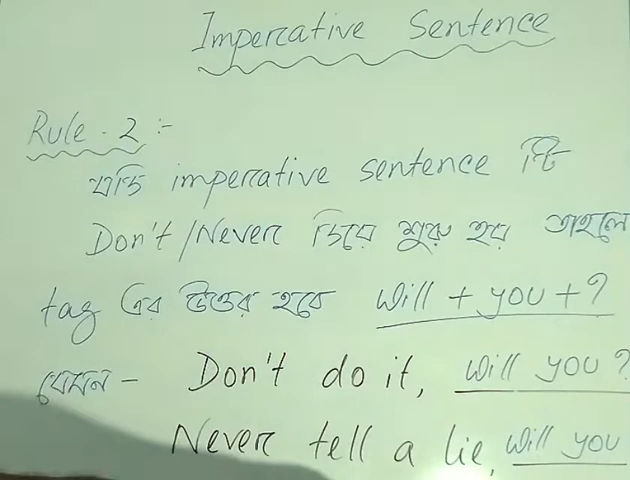 Imperative Sentence
Rule - 2 :-
যদি imperative sentence টি
Don't / Never দিয়ে শুরু হয় তাহলে
tag এর উত্তর হবে will + you + ?
যেমন - Don't do it, will you ?
Never tell a lie, will you